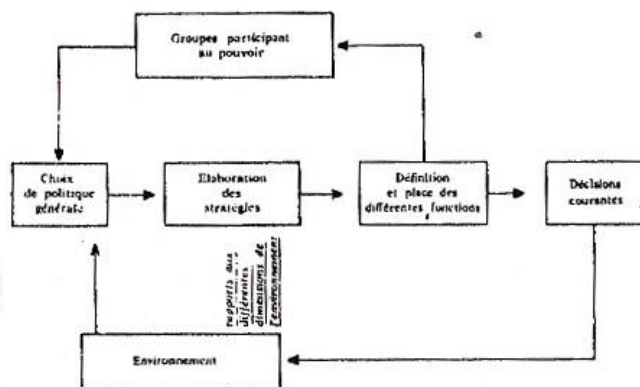 Groupes participant
au pouvoir
Choix
de politique
générale
Elaboration
des
stratégies
Définition
et place des
différentes functions
Décisions
courantes
rapports aux
différentes
dimensions de
l'environnement
Environnement